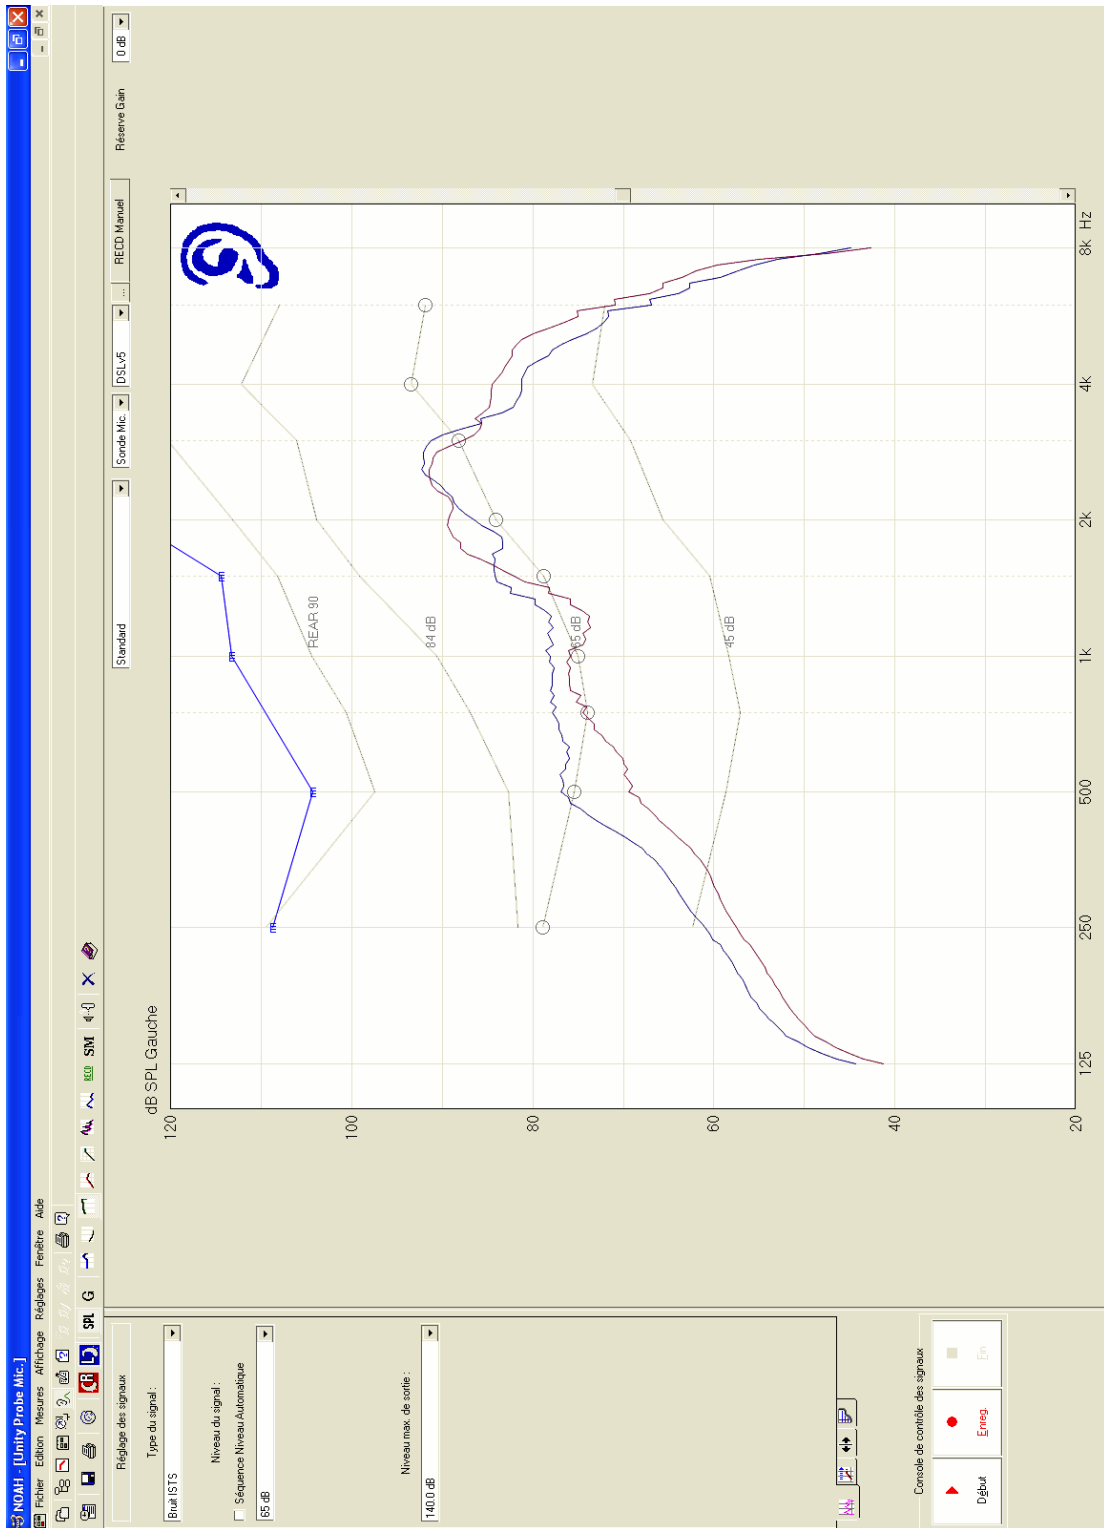 NOAH - [Unity Probe Mic.]
Fichier Edition Mesures Affichage Réglages Fenêtre Aide
SPL G RECD SM
Réglage des signaux
Type du signal :
Bruit ISTS
Niveau du signal :
Séquence Niveau Automatique
65 dB
Niveau max. de sortie :
140.0 dB
Console de contrôle des signaux
Début
Enreg.
Fin
Standard
Sonde Mic.
DSLv5
...
RECD Manuel
Réserve Gain
0 dB
dB SPL Gauche
120
100
80
60
40
20
REAR 90
84 dB
65 dB
45 dB
125
250
500
1k
2k
4k
8k
Hz